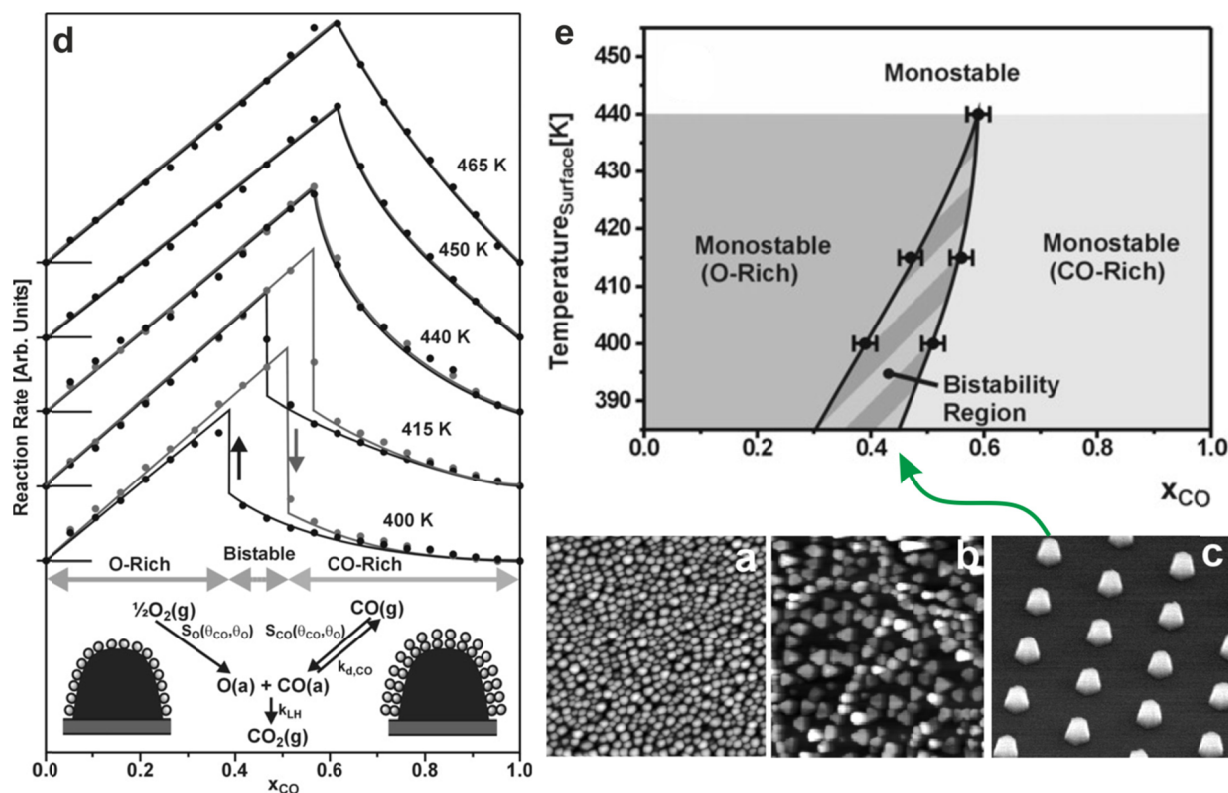 d
465 K
450 K
440 K
415 K
400 K
Reaction Rate [Arb. Units]
O-Rich
Bistable
CO-Rich
½O₂(g)
CO(g)
S₀(θCO,θO)
SCO(θCO,θO)
kd,CO
O(a) + CO(a)
kLH
CO₂(g)
0.0 0.2 0.4 0.6 0.8 1.0
xCO
e
450
440
430
420
410
400
390
TemperatureSurface[K]
Monostable
Monostable
(O-Rich)
Monostable
(CO-Rich)
Bistability
Region
0.0 0.2 0.4 0.6 0.8 1.0
xCO
a
b
c